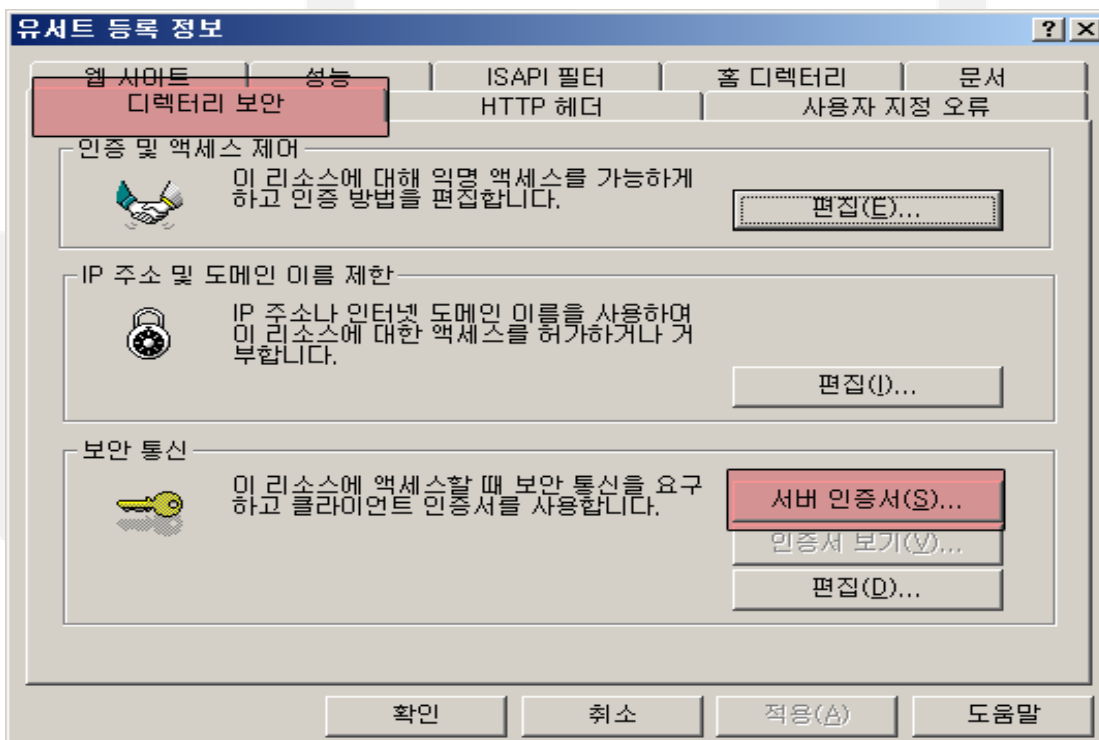 유서트 등록 정보
웹 사이트 성능 ISAPI 필터 홈 디렉터리 문서
디렉터리 보안 HTTP 헤더 사용자 지정 오류
인증 및 액세스 제어
이 리소스에 대해 익명 액세스를 가능하게
하고 인증 방법을 편집합니다.
편집(E)...
IP 주소 및 도메인 이름 제한
IP 주소나 인터넷 도메인 이름을 사용하여
이 리소스에 대한 액세스를 허가하거나 거
부합니다.
편집(I)...
보안 통신
이 리소스에 액세스할 때 보안 통신을 요구
하고 클라이언트 인증서를 사용합니다.
서버 인증서(S)...
인증서 보기(V)...
편집(D)...
확인 취소 적용(A) 도움말